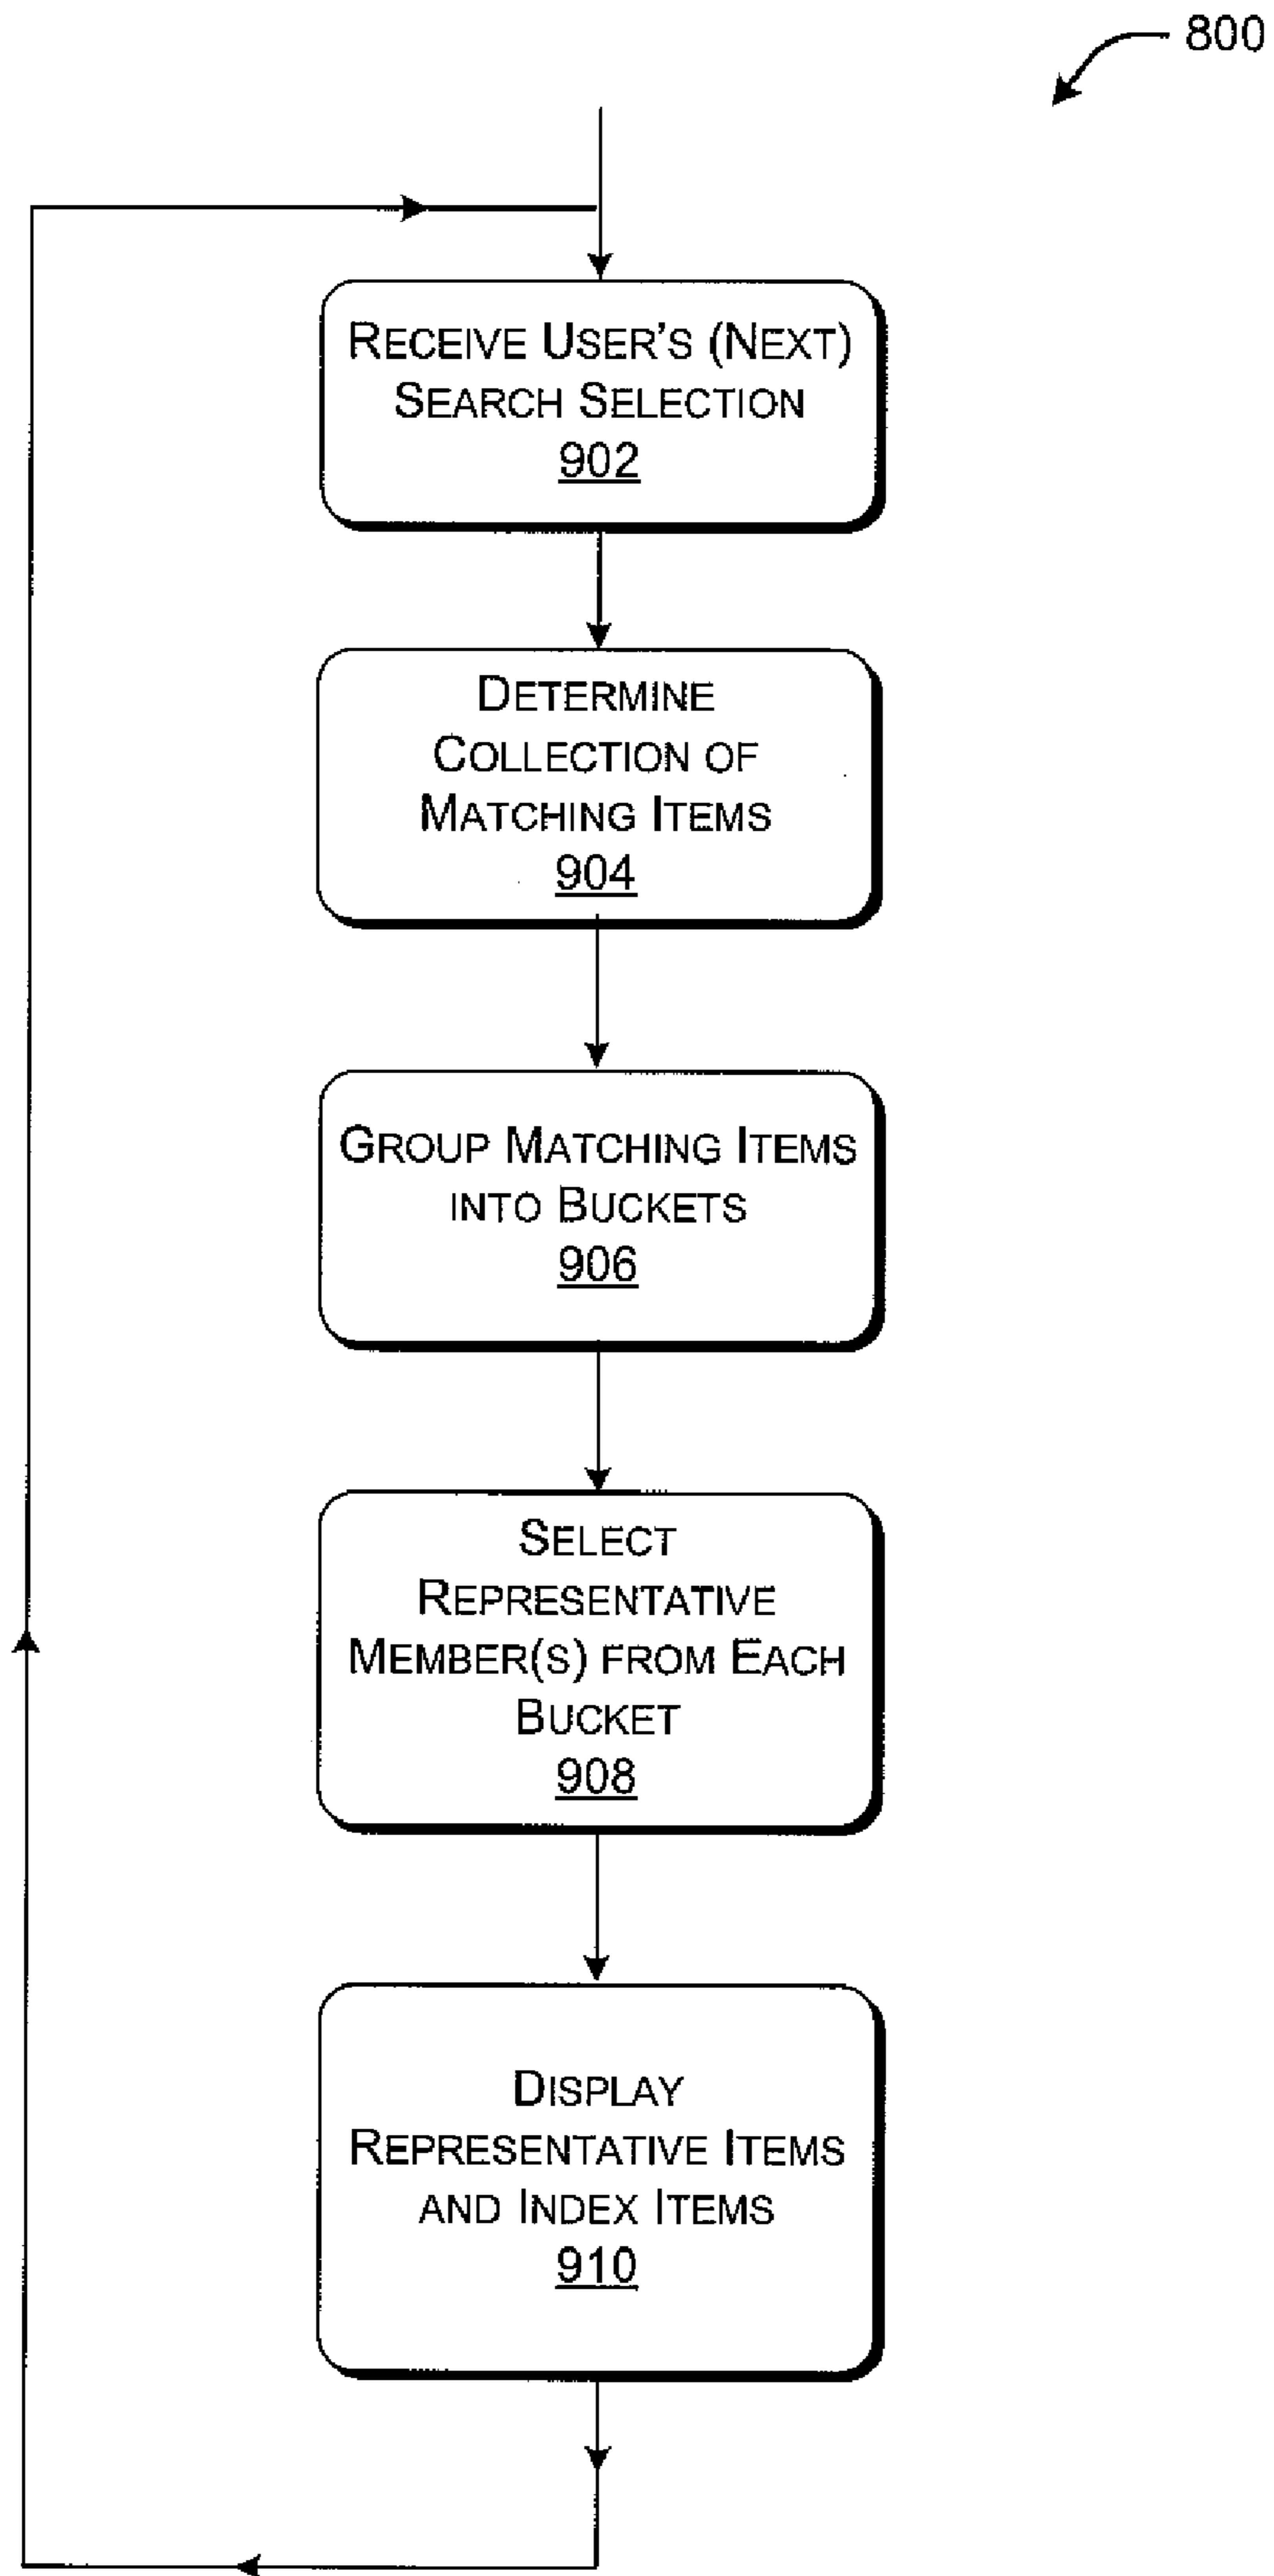 800
RECEIVE USER'S (NEXT)
SEARCH SELECTION
902
DETERMINE
COLLECTION OF
MATCHING ITEMS
904
GROUP MATCHING ITEMS
INTO BUCKETS
906
SELECT
REPRESENTATIVE
MEMBER(S) FROM EACH
BUCKET
908
DISPLAY
REPRESENTATIVE ITEMS
AND INDEX ITEMS
910